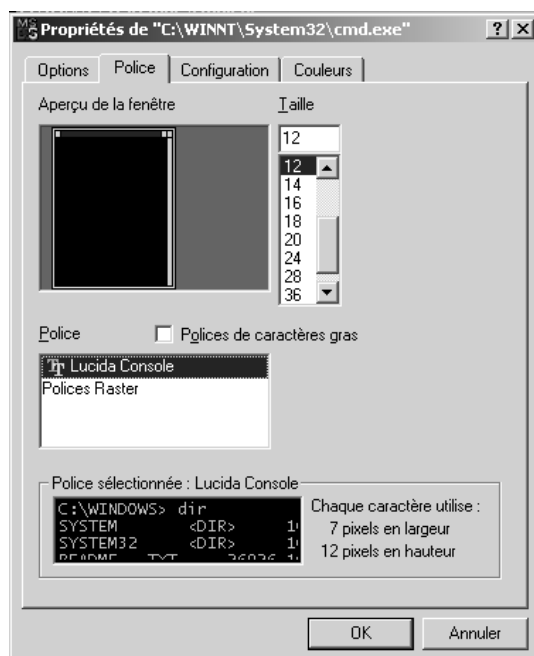 Propriétés de "C:\WINNT\System32\cmd.exe"
Options Police Configuration Couleurs
Aperçu de la fenêtre
Taille
12
12
14
16
18
20
24
28
36
Police
Polices de caractères gras
Lucida Console
Polices Raster
Police sélectionnée : Lucida Console
C:\WINDOWS> dir
SYSTEM <DIR>
SYSTEM32 <DIR>
Chaque caractère utilise :
7 pixels en largeur
12 pixels en hauteur
OK
Annuler